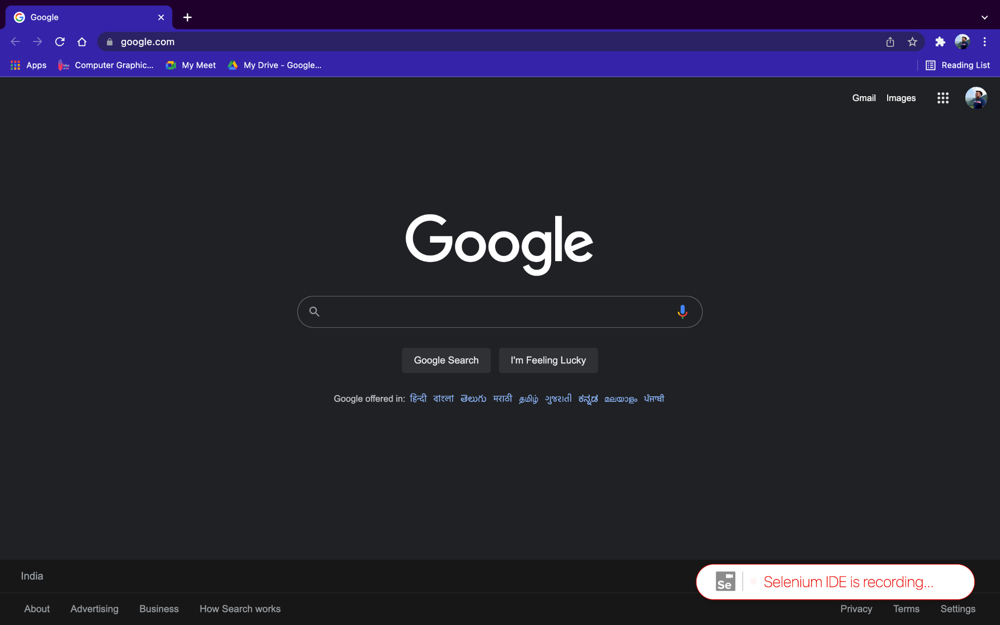 Google
google.com
Apps Computer Graphic... My Meet My Drive - Google... Reading List
Gmail Images
Google
Google Search I'm Feeling Lucky
Google offered in: हिन्दी বাংলা తెలుగు मराठी தமிழ் ગુજરાતી ಕನ್ನಡ മലയാളം ਪੰਜਾਬੀ
India
Se Selenium IDE is recording...
About Advertising Business How Search works Privacy Terms Settings